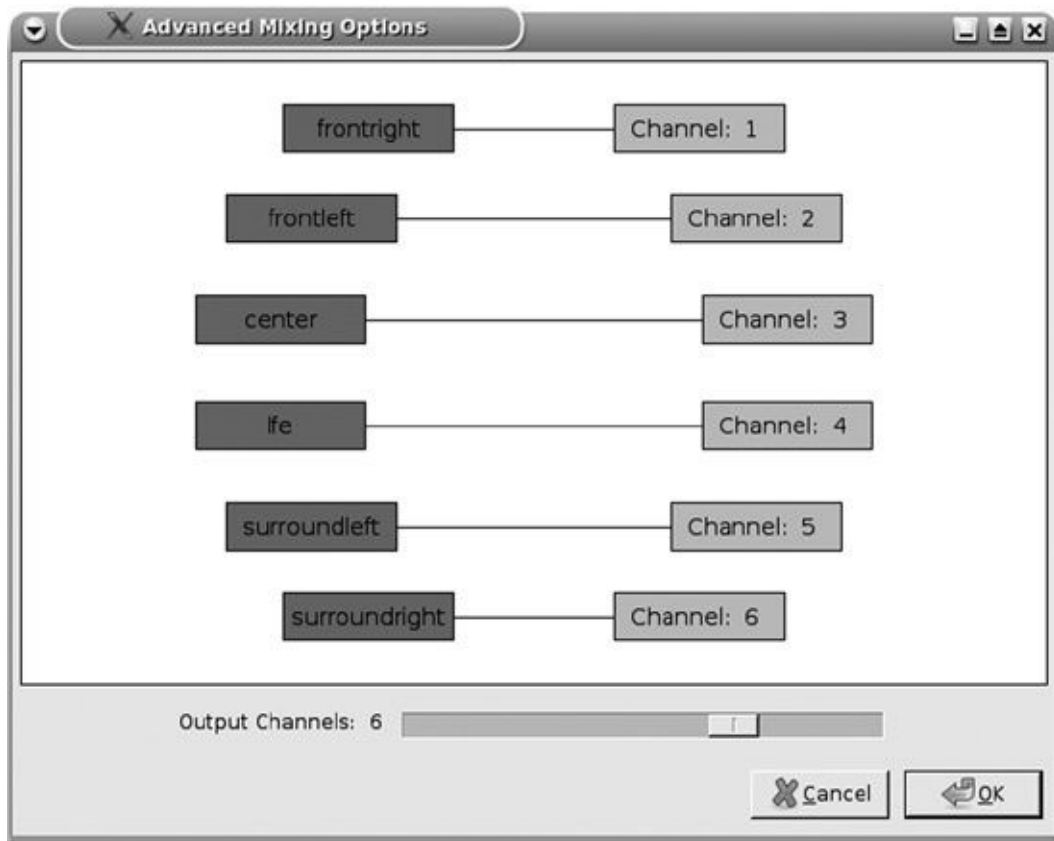 Advanced Mixing Options
frontright Channel: 1
frontleft Channel: 2
center Channel: 3
lfe Channel: 4
surroundleft Channel: 5
surroundright Channel: 6
Output Channels: 6
Cancel OK